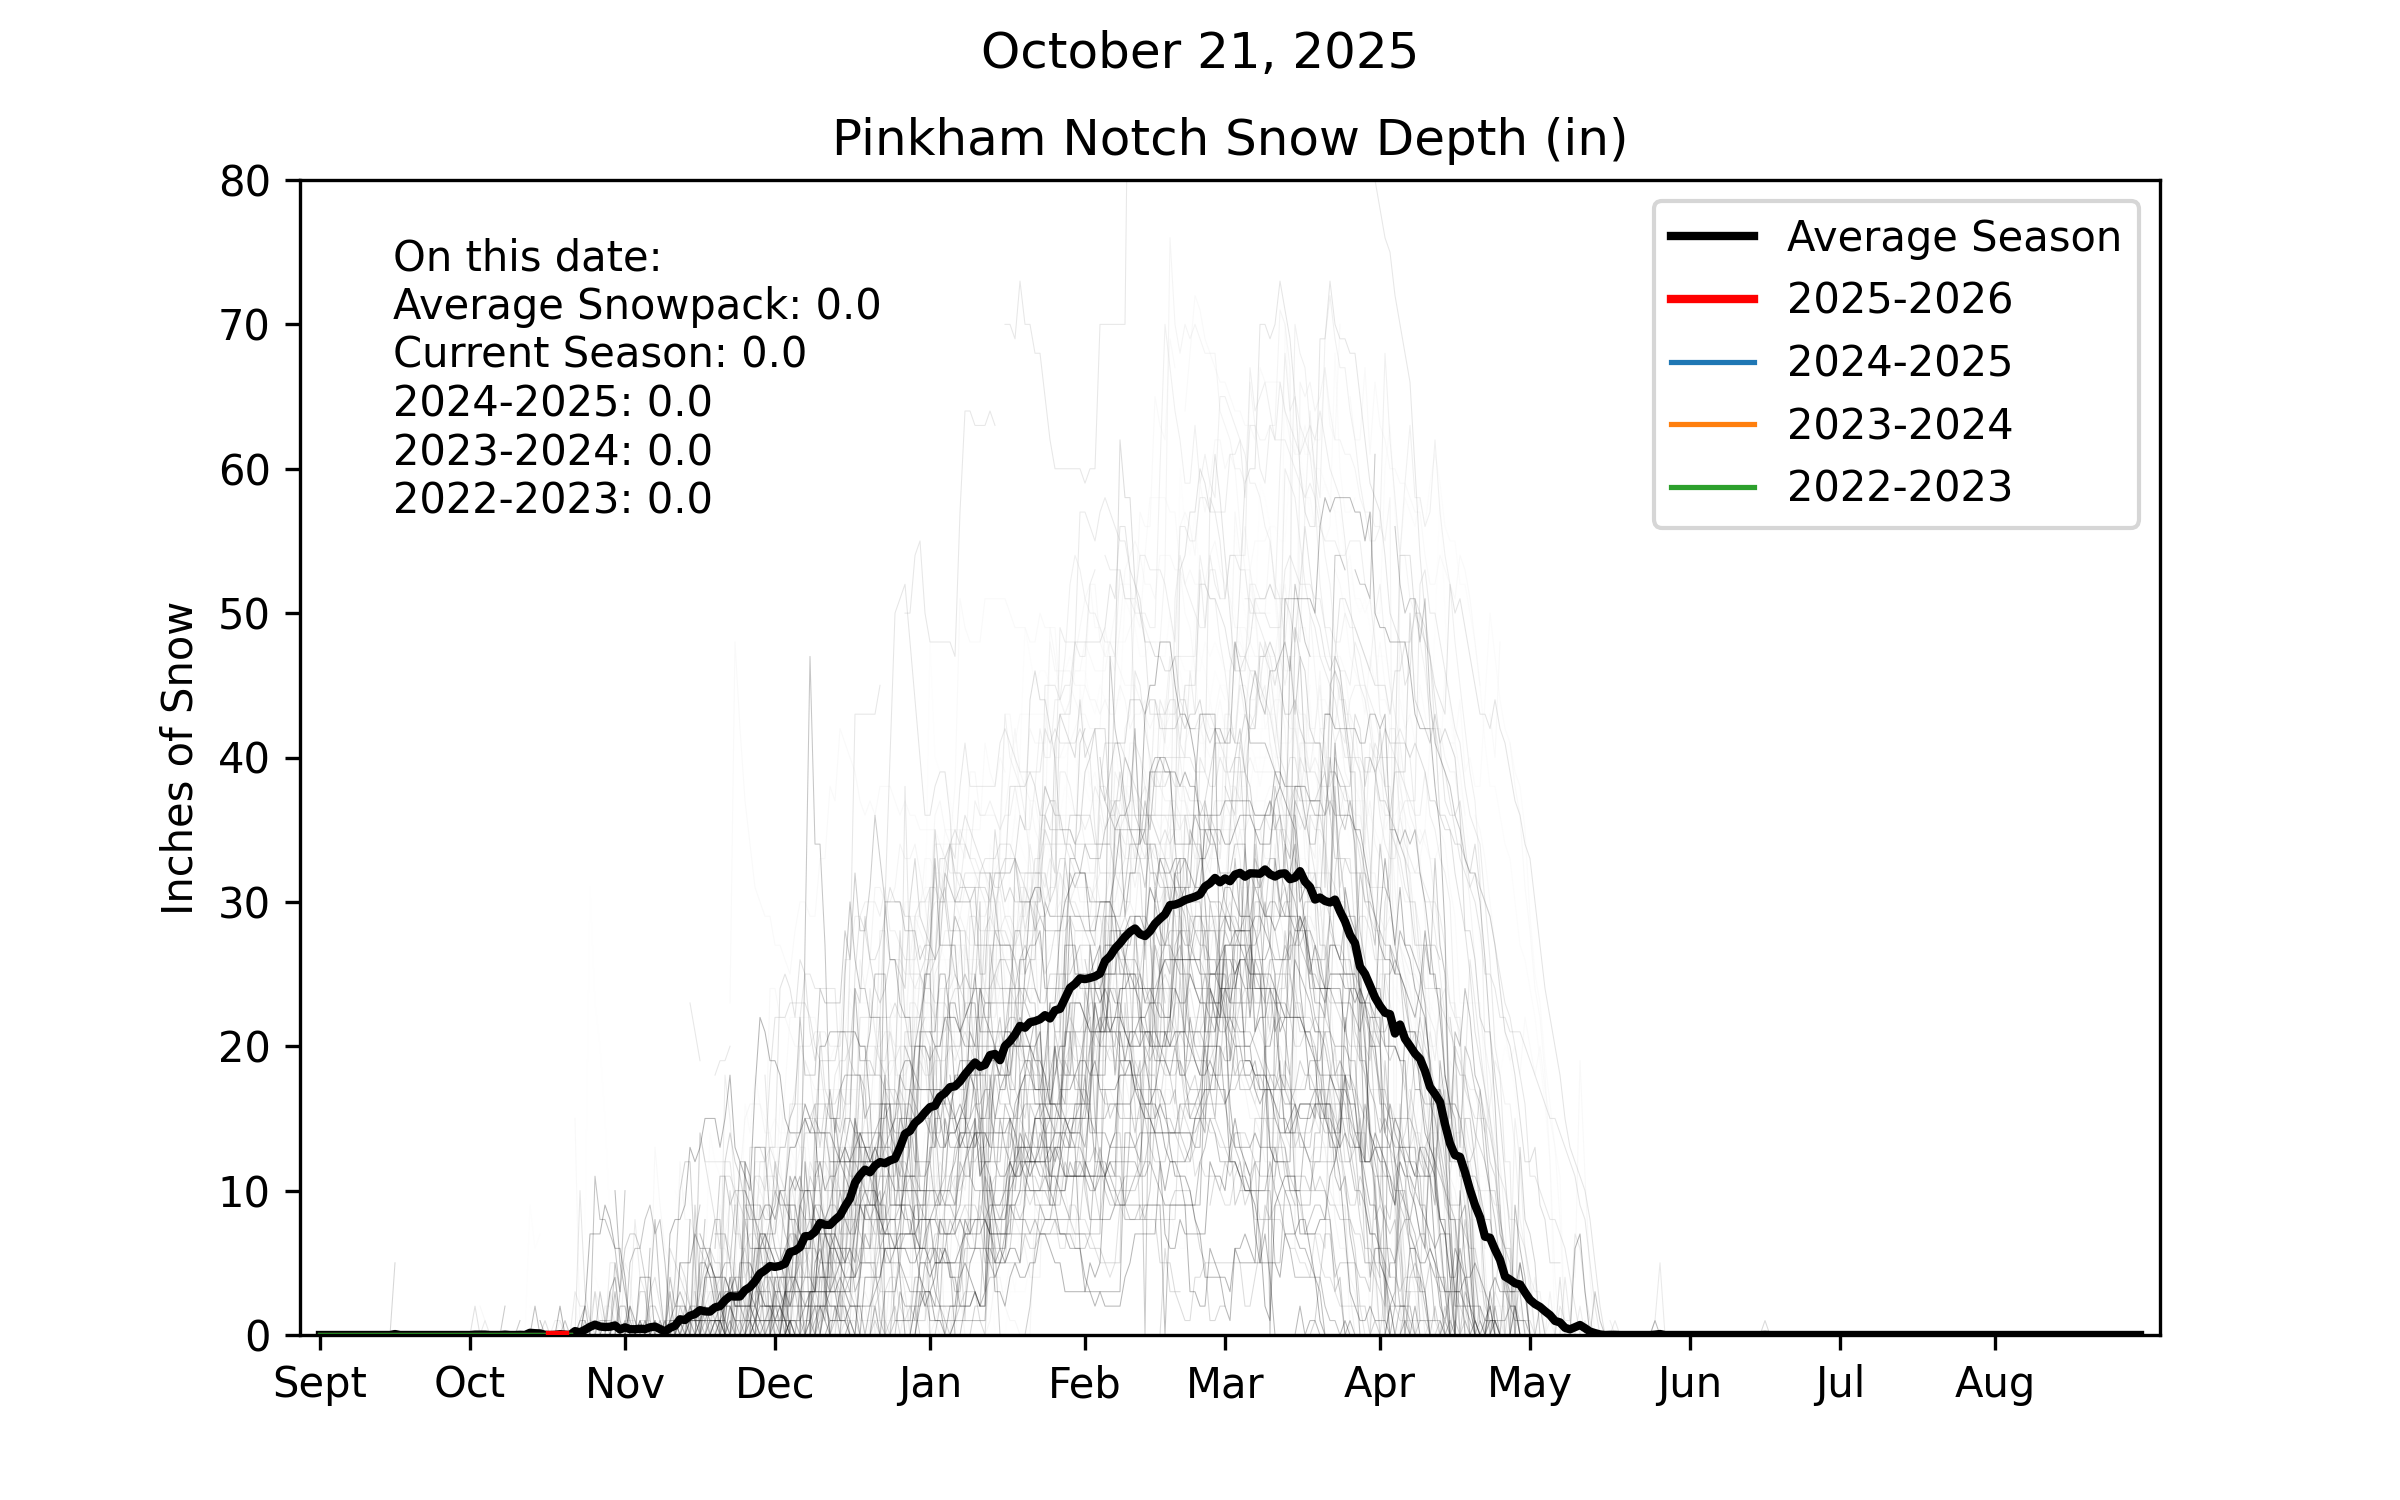 October 21, 2025
Pinkham Notch Snow Depth (in)
80
70
60
50
40
30
20
10
0
Inches of Snow
On this date:
Average Snowpack: 0.0
Current Season: 0.0
2024-2025: 0.0
2023-2024: 0.0
2022-2023: 0.0
Average Season
2025-2026
2024-2025
2023-2024
2022-2023
Sept Oct Nov Dec Jan Feb Mar Apr May Jun Jul Aug